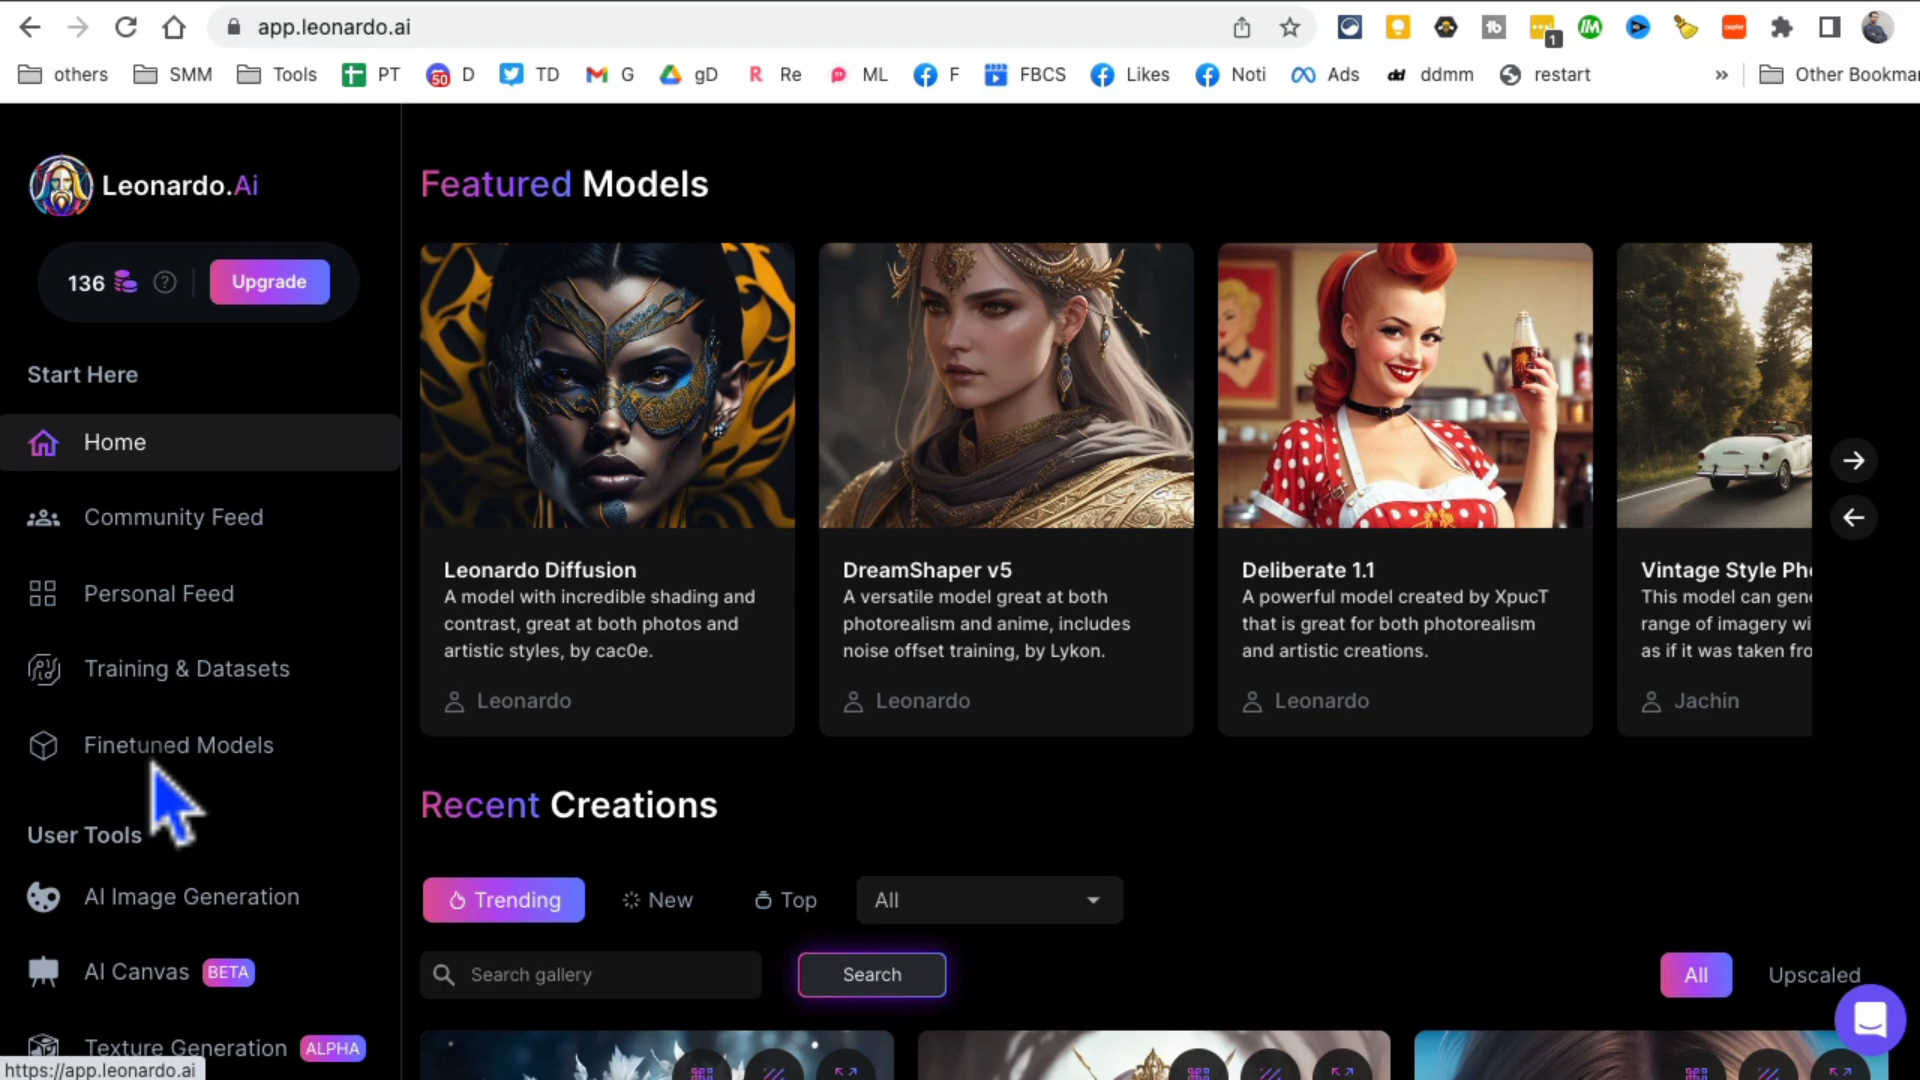 app.leonardo.ai
1
others
SMM
Tools
PT
50
D
TD
G
gD
R
Re
ML
F
FBCS
Likes
Noti
Ads
dd
ddmm
restart
»
Other Bookmar
Leonardo.Ai
136
?
Upgrade
Start Here
Home
Community Feed
Personal Feed
Training & Datasets
Finetuned Models
User Tools
AI Image Generation
AI Canvas BETA
Texture Generation ALPHA
https://app.leonardo.ai
Featured Models
Leonardo Diffusion
A model with incredible shading and
contrast, great at both photos and
artistic styles, by cac0e.
Leonardo
DreamShaper v5
A versatile model great at both
photorealism and anime, includes
noise offset training, by Lykon.
Leonardo
Deliberate 1.1
A powerful model created by XpucT
that is great for both photorealism
and artistic creations.
Leonardo
Vintage Style Pho
This model can gene
range of imagery wi
as if it was taken fro
Jachin
Recent Creations
Trending
New
Top
All
Search gallery
Search
All
Upscaled